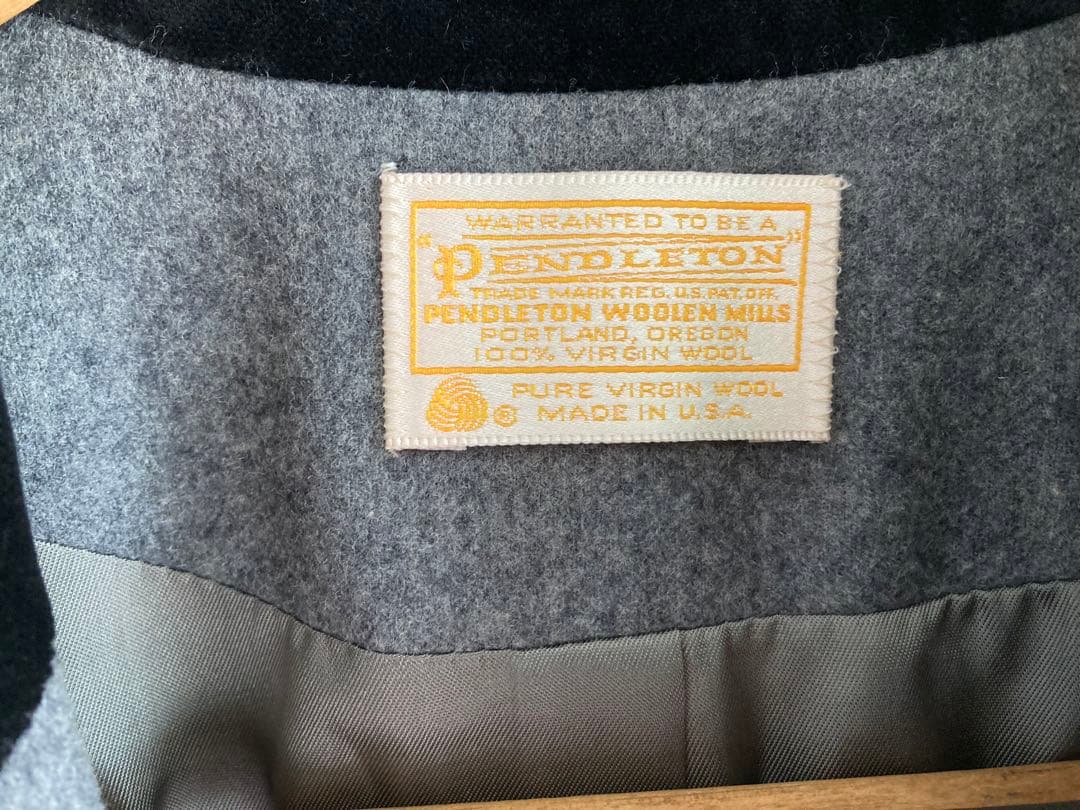 WARRANTED TO BE A
"PENDLETON"
TRADE MARK REG. U.S. PAT. OFF.
PENDLETON WOOLEN MILLS
PORTLAND, OREGON
100% VIRGIN WOOL
PURE VIRGIN WOOL
® MADE IN U.S.A.